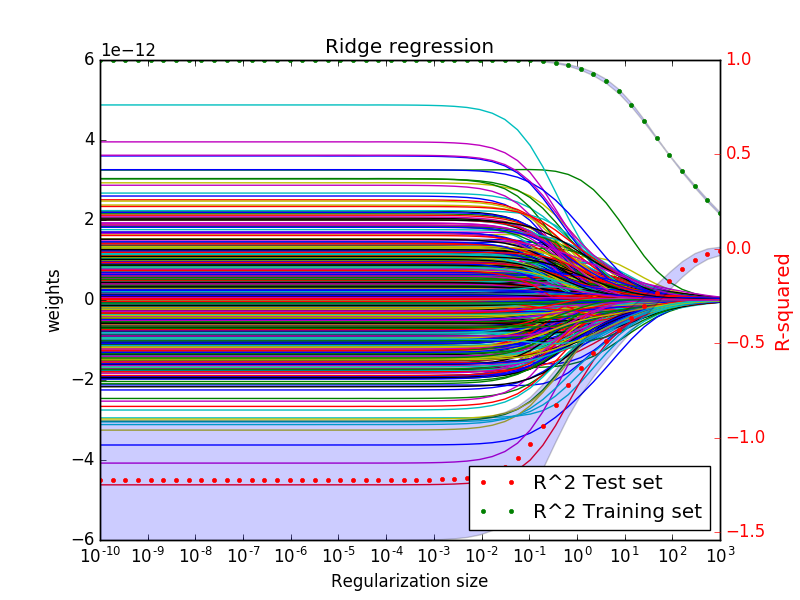 Ridge regression
1e−12
6
4
2
0
−2
−4
−6
weights
1.0
0.5
0.0
−0.5
−1.0
−1.5
R-squared
R^2 Test set
R^2 Training set
10^-10 10^-9 10^-8 10^-7 10^-6 10^-5 10^-4 10^-3 10^-2 10^-1 10^0 10^1 10^2 10^3
Regularization size